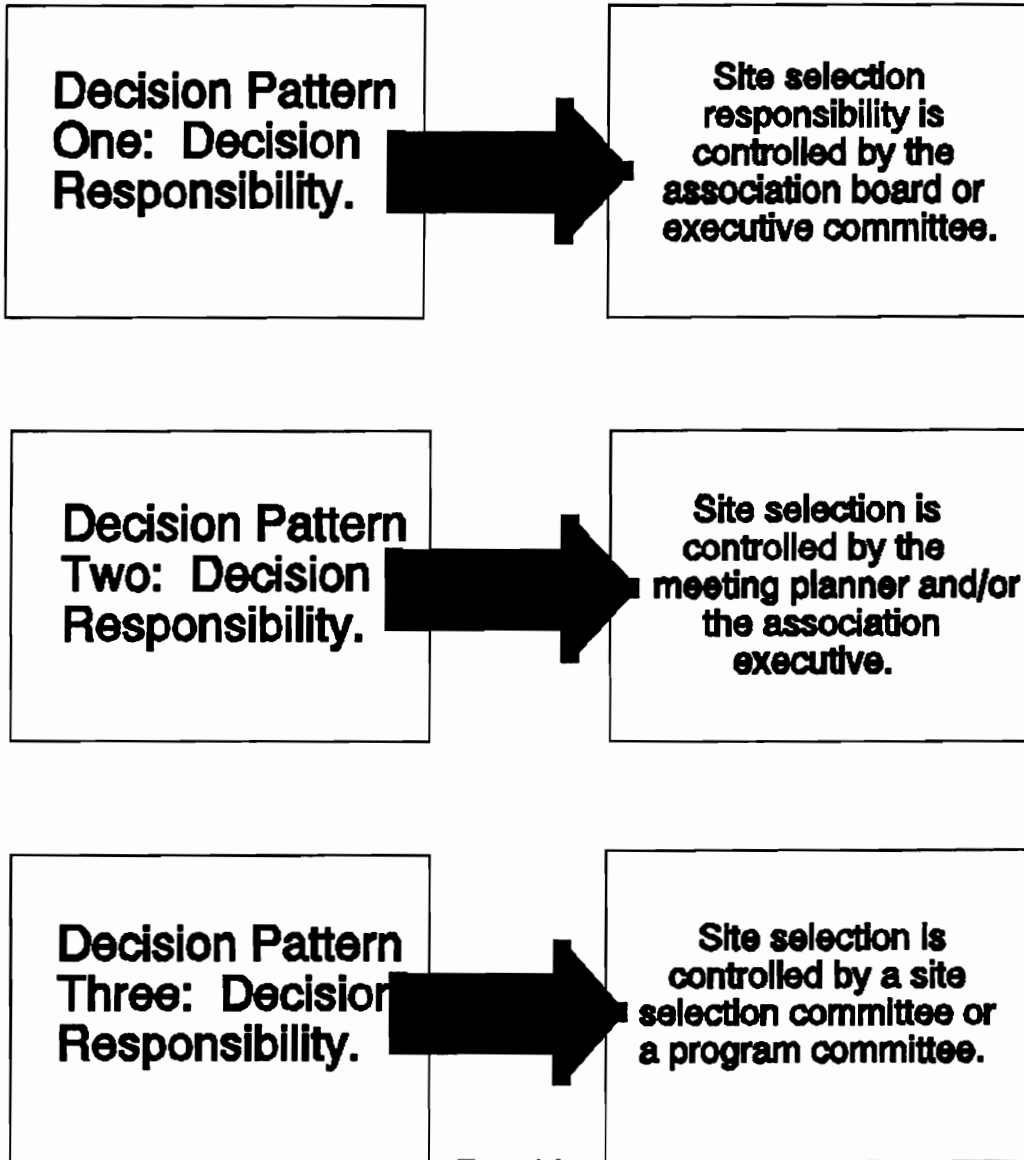 Decision Pattern
One: Decision
Responsibility.
Site selection
responsibility is
controlled by the
association board or
executive committee.
Decision Pattern
Two: Decision
Responsibility.
Site selection is
controlled by the
meeting planner and/or
the association
executive.
Decision Pattern
Three: Decision
Responsibility.
Site selection is
controlled by a site
selection committee or
a program committee.